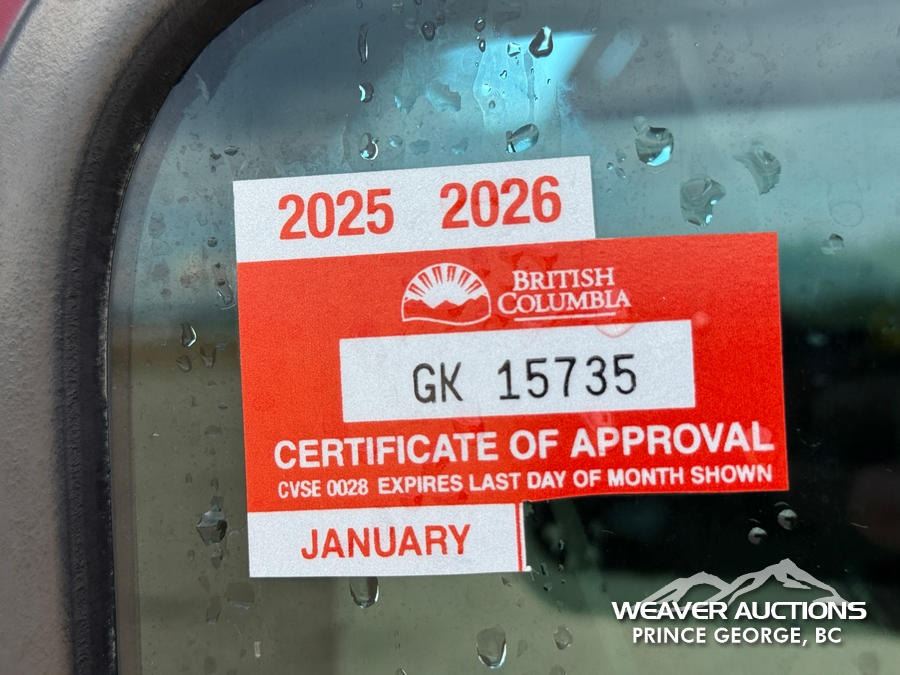 2025 2026
BRITISH
COLUMBIA
GK 15735
CERTIFICATE OF APPROVAL
CVSE 0028 EXPIRES LAST DAY OF MONTH SHOWN
JANUARY
WEAVER AUCTIONS
PRINCE GEORGE, BC